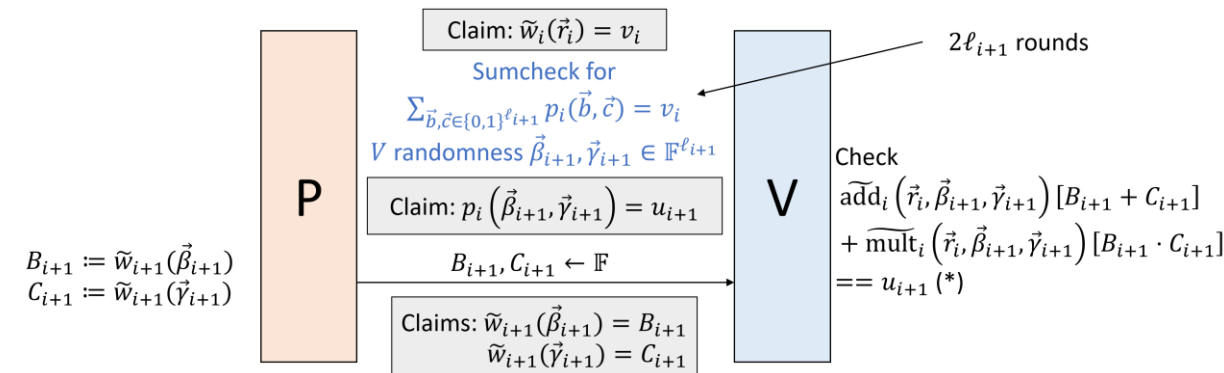 Claim: w̃ᵢ(r⃗ᵢ) = vᵢ
2ℓᵢ₊₁ rounds
Sumcheck for
∑_{b⃗,c⃗∈{0,1}^{ℓᵢ₊₁}} pᵢ(b⃗, c⃗) = vᵢ
V randomness β⃗ᵢ₊₁, γ⃗ᵢ₊₁ ∈ 𝔽^{ℓᵢ₊₁}
P
V
Claim: pᵢ (β⃗ᵢ₊₁, γ⃗ᵢ₊₁) = uᵢ₊₁
Check
ãddᵢ (r⃗ᵢ, β⃗ᵢ₊₁, γ⃗ᵢ₊₁) [Bᵢ₊₁ + Cᵢ₊₁]
+ m̃ultᵢ (r⃗ᵢ, β⃗ᵢ₊₁, γ⃗ᵢ₊₁) [Bᵢ₊₁ · Cᵢ₊₁]
== uᵢ₊₁ (*)
Bᵢ₊₁ ≔ w̃ᵢ₊₁(β⃗ᵢ₊₁)
Cᵢ₊₁ ≔ w̃ᵢ₊₁(γ⃗ᵢ₊₁)
Bᵢ₊₁, Cᵢ₊₁ ← 𝔽
Claims: w̃ᵢ₊₁(β⃗ᵢ₊₁) = Bᵢ₊₁
w̃ᵢ₊₁(γ⃗ᵢ₊₁) = Cᵢ₊₁